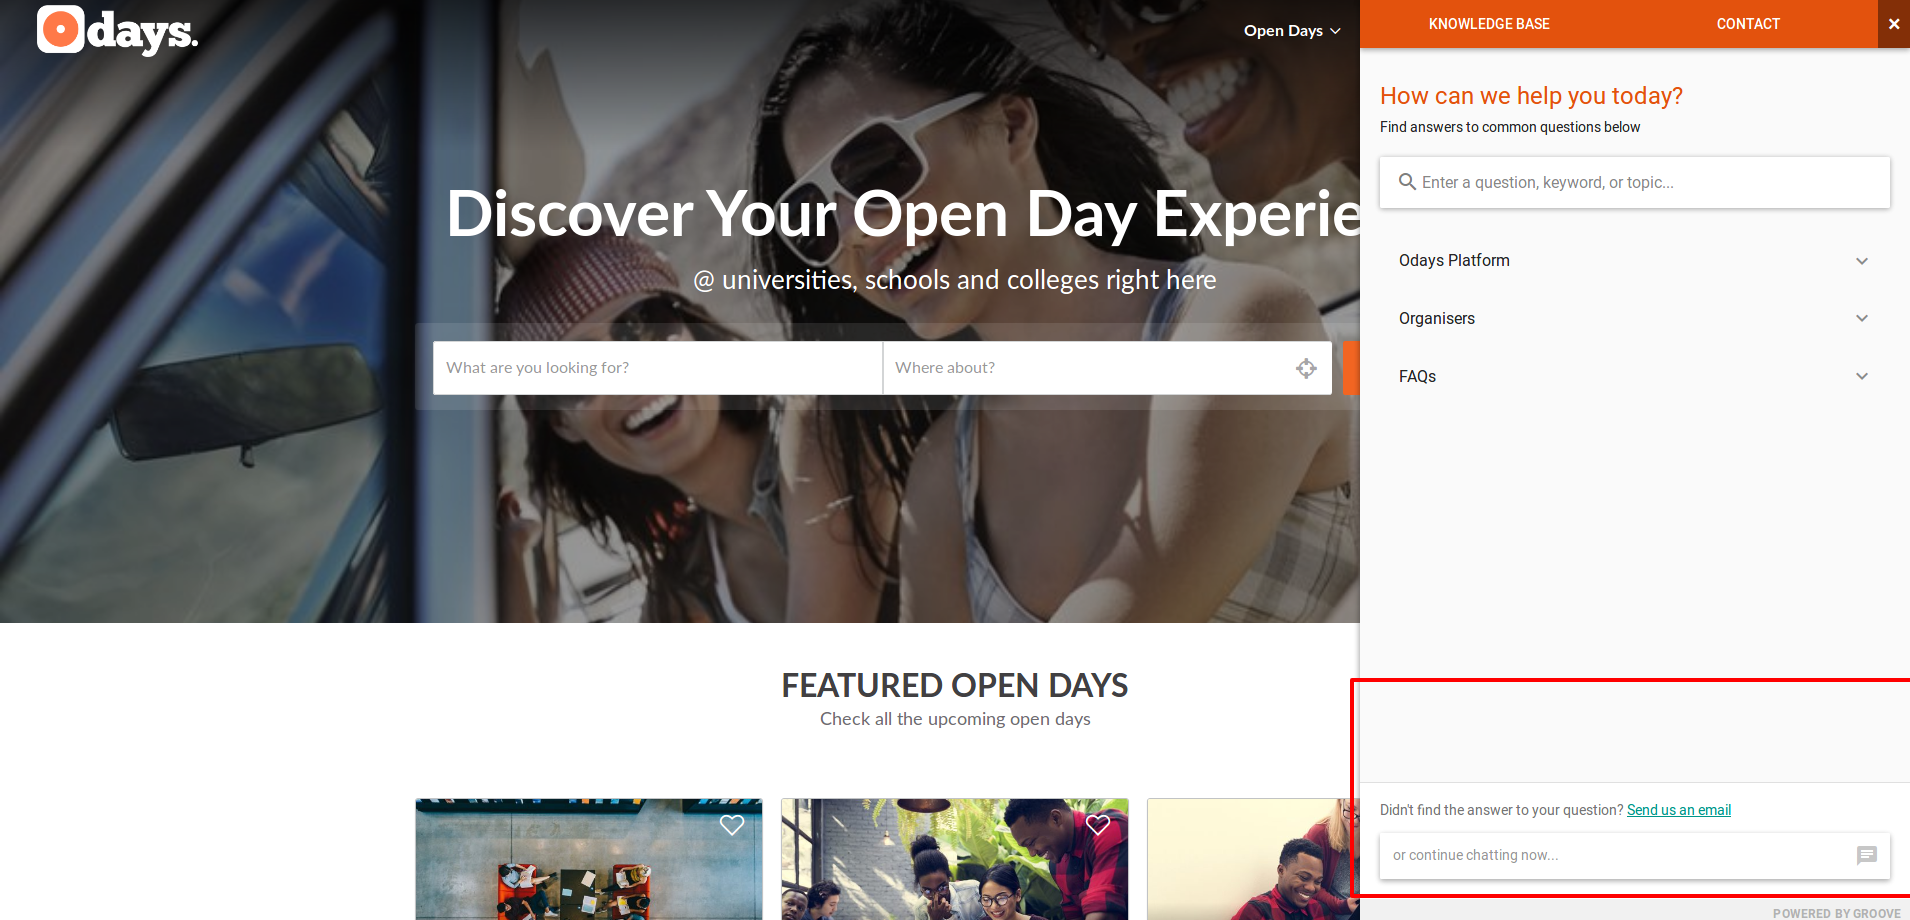 days.
Open Days
Discover Your Open Day Experie
@ universities, schools and colleges right here
What are you looking for?
Where about?
FEATURED OPEN DAYS
Check all the upcoming open days
KNOWLEDGE BASE
CONTACT
How can we help you today?
Find answers to common questions below
Enter a question, keyword, or topic...
Odays Platform
Organisers
FAQs
Didn't find the answer to your question? Send us an email
or continue chatting now...
POWERED BY GROOVE